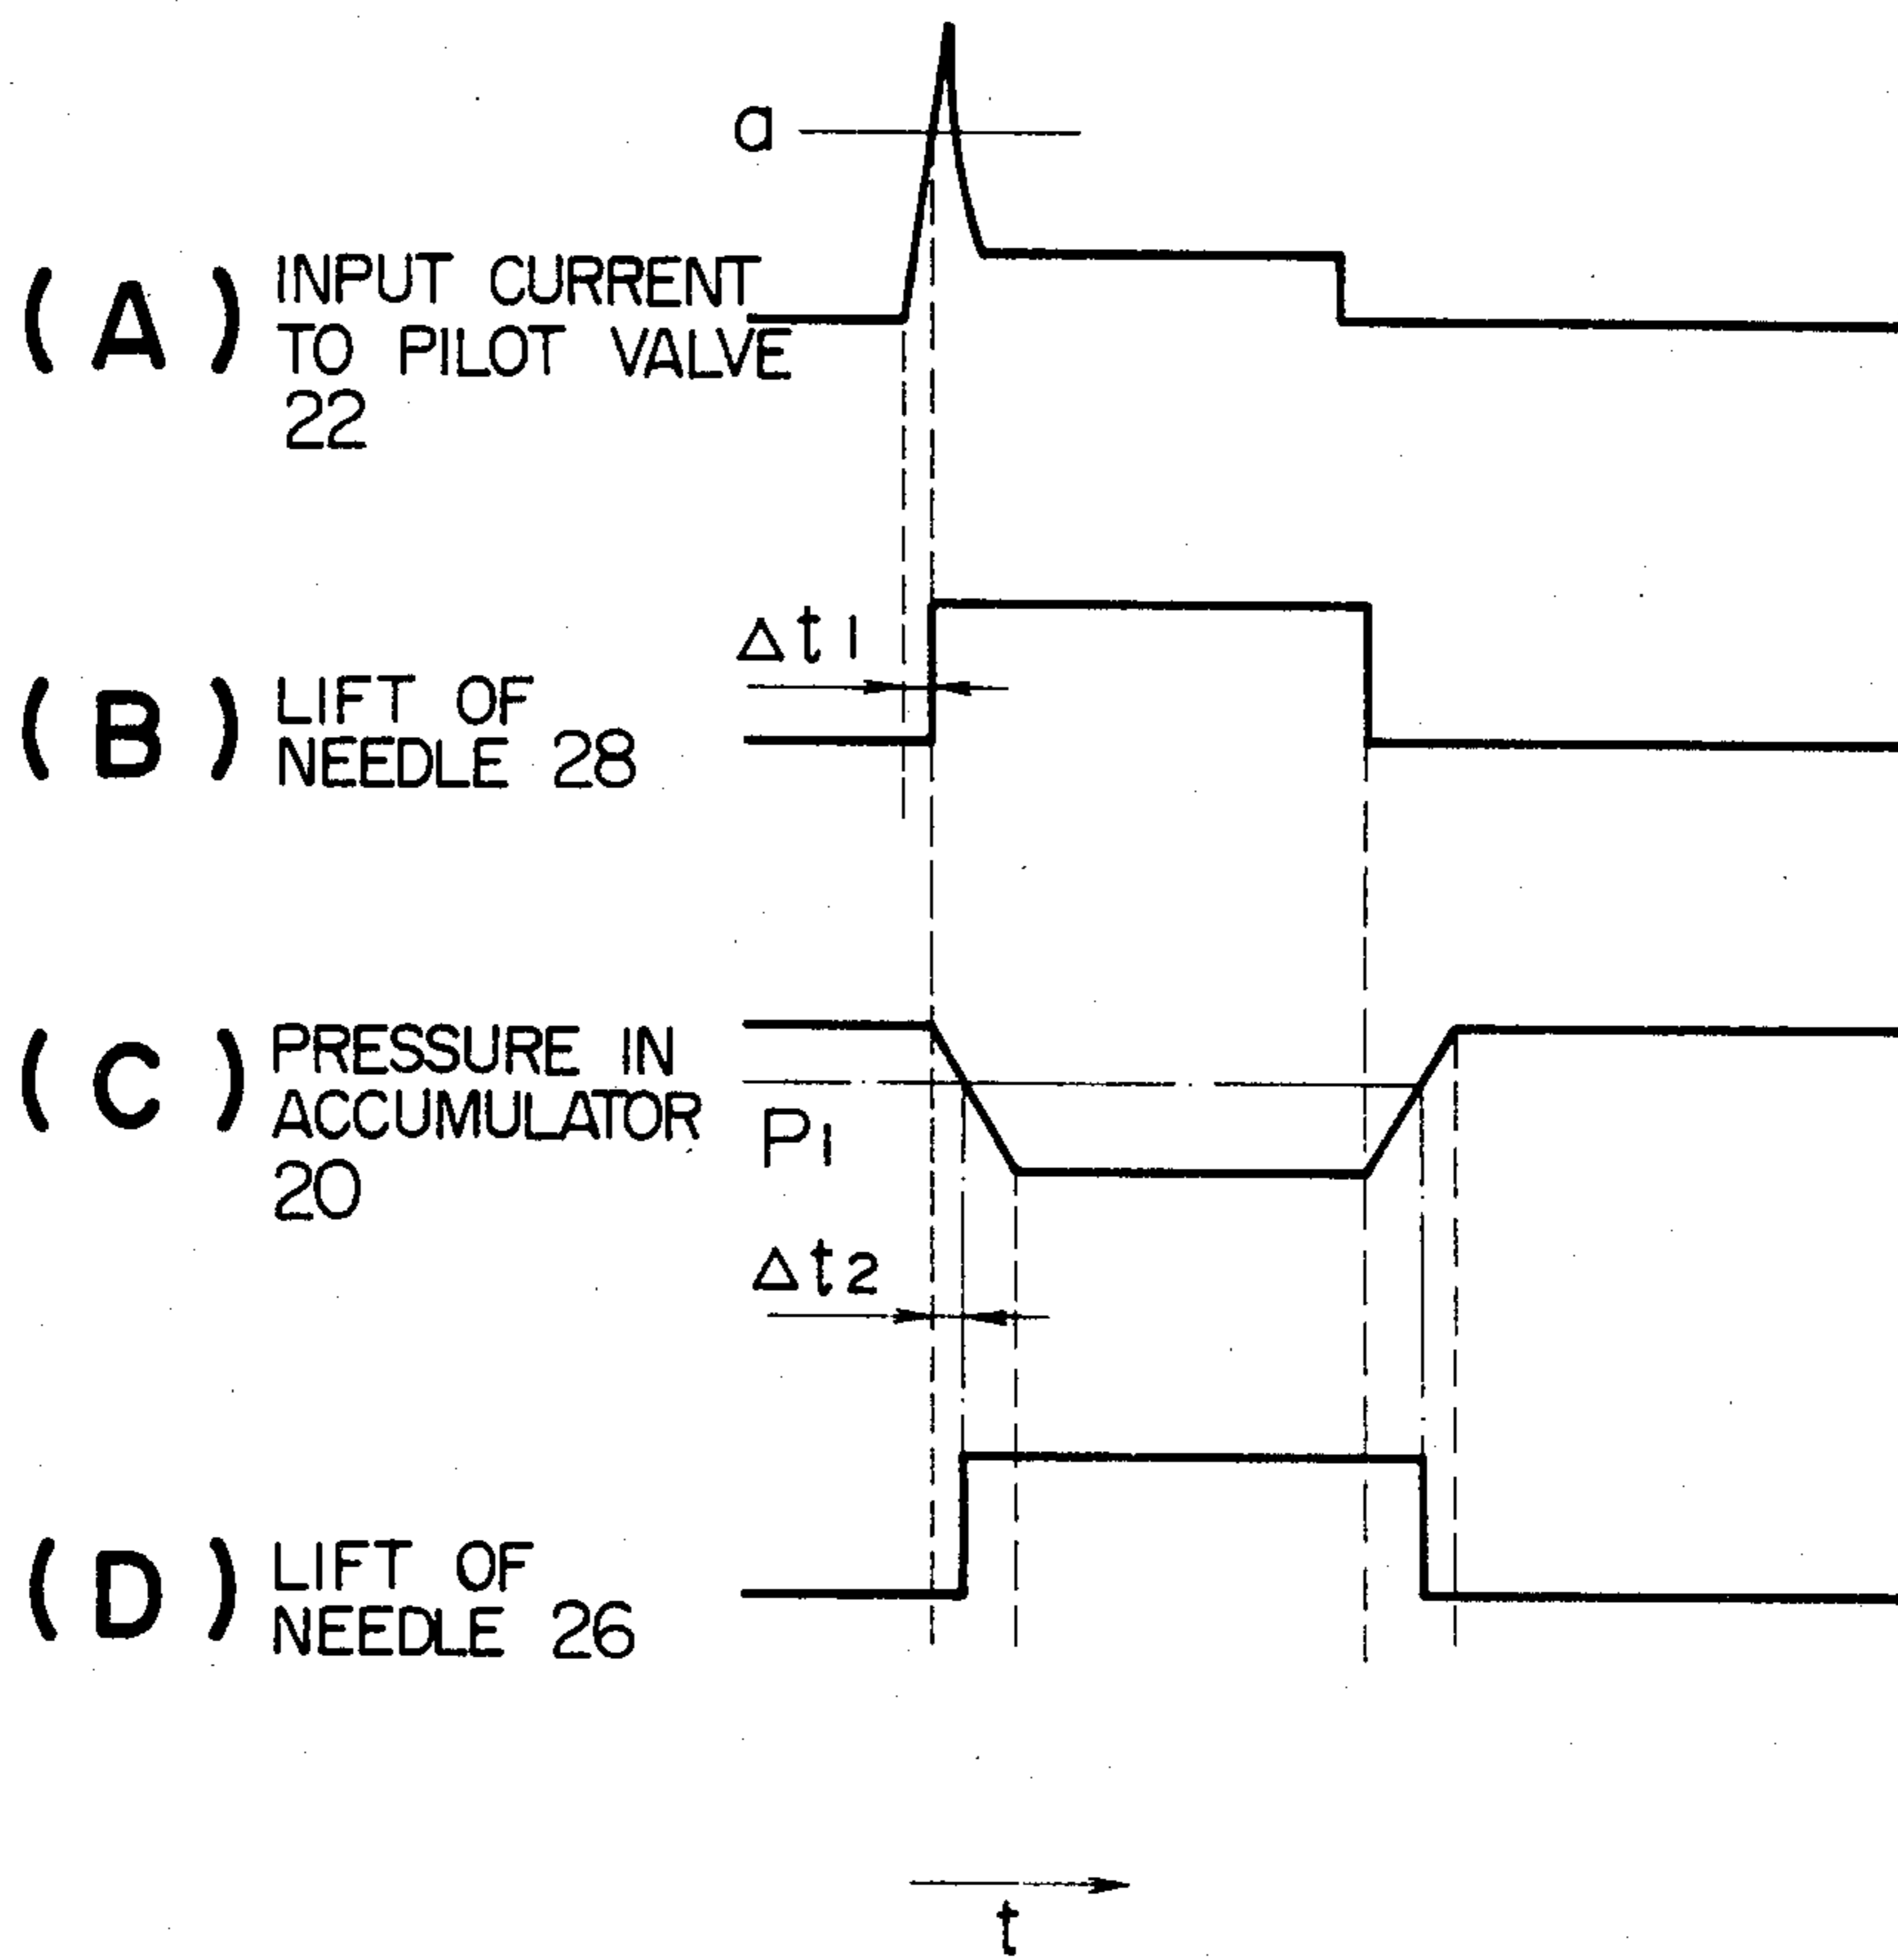 a
(A) INPUT CURRENT
TO PILOT VALVE
22
Δt1
(B) LIFT OF
NEEDLE 28
(C) PRESSURE IN
ACCUMULATOR
20
P1
Δt2
(D) LIFT OF
NEEDLE 26
t